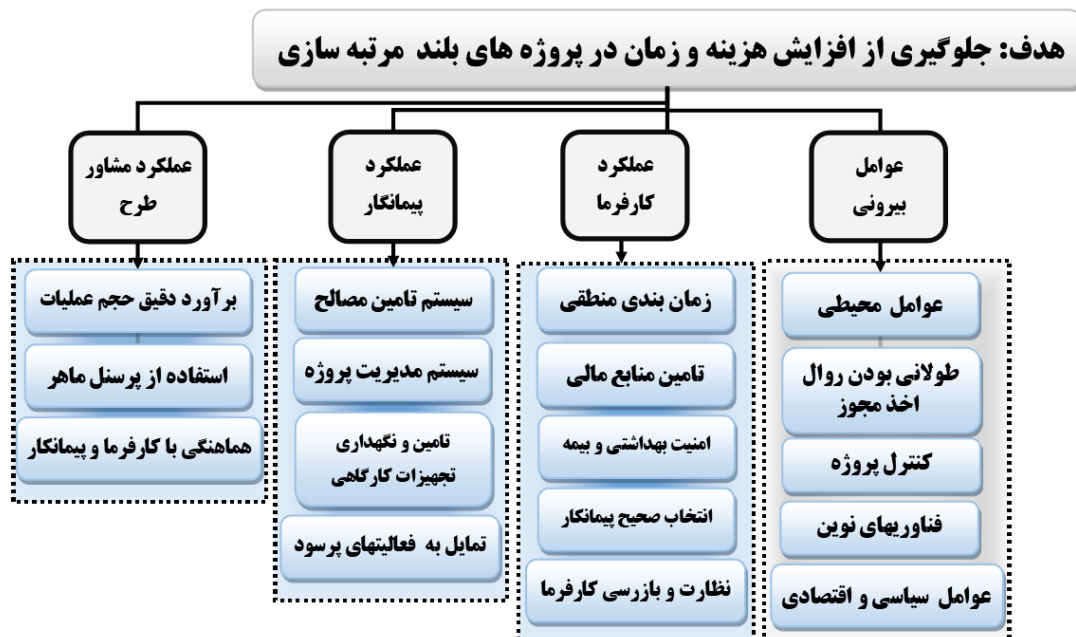 هدف: جلوگیری از افزایش هزینه و زمان در پروژه های بلند مرتبه سازی
عوامل
بیرونی
عملکرد
کارفرما
عملکرد
پیمانگار
عملکرد مشاور
طرح
عوامل محیطی
طولانی بودن روال
اخذ مجوز
کنترل پروژه
فناوریهای نوین
عوامل سیاسی و اقتصادی
زمان بندی منطقی
تامین منابع مالی
امنیت بهداشتی و بیمه
انتخاب صحیح پیمانکار
نظارت و بازرسی کارفرما
سیستم تامین مصالح
سیستم مدیریت پروژه
تامین و نگهداری
تجهیزات کارگاهی
تمایل به فعالیتهای پرسود
برآورد دقیق حجم عملیات
استفاده از پرسنل ماهر
هماهنگی با کارفرما و پیمانکار